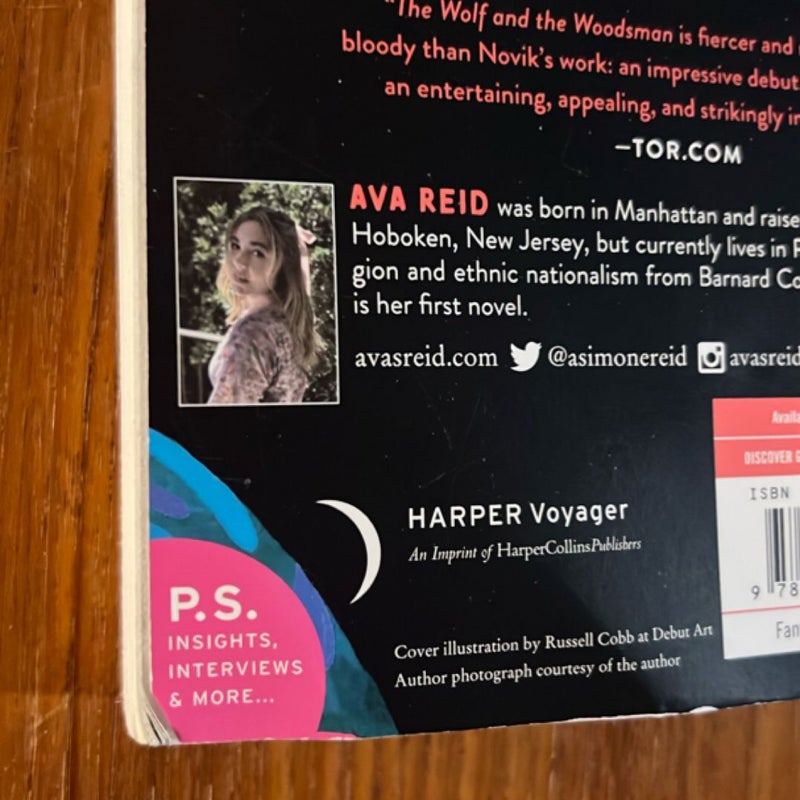 "The Wolf and the Woodsman is fiercer and
bloody than Novik's work: an impressive debut
an entertaining, appealing, and strikingly
—TOR.COM
AVA REID was born in Manhattan and raise
Hoboken, New Jersey, but currently lives in
gion and ethnic nationalism from Barnard Co
is her first novel.
avasreid.com @asimonereid avasreid
HARPER Voyager
An Imprint of HarperCollinsPublishers
Cover illustration by Russell Cobb at Debut Art
Author photograph courtesy of the author
P.S.
INSIGHTS,
INTERVIEWS
& MORE...
Availa
DISCOVER G
ISBN
9 78
Fan